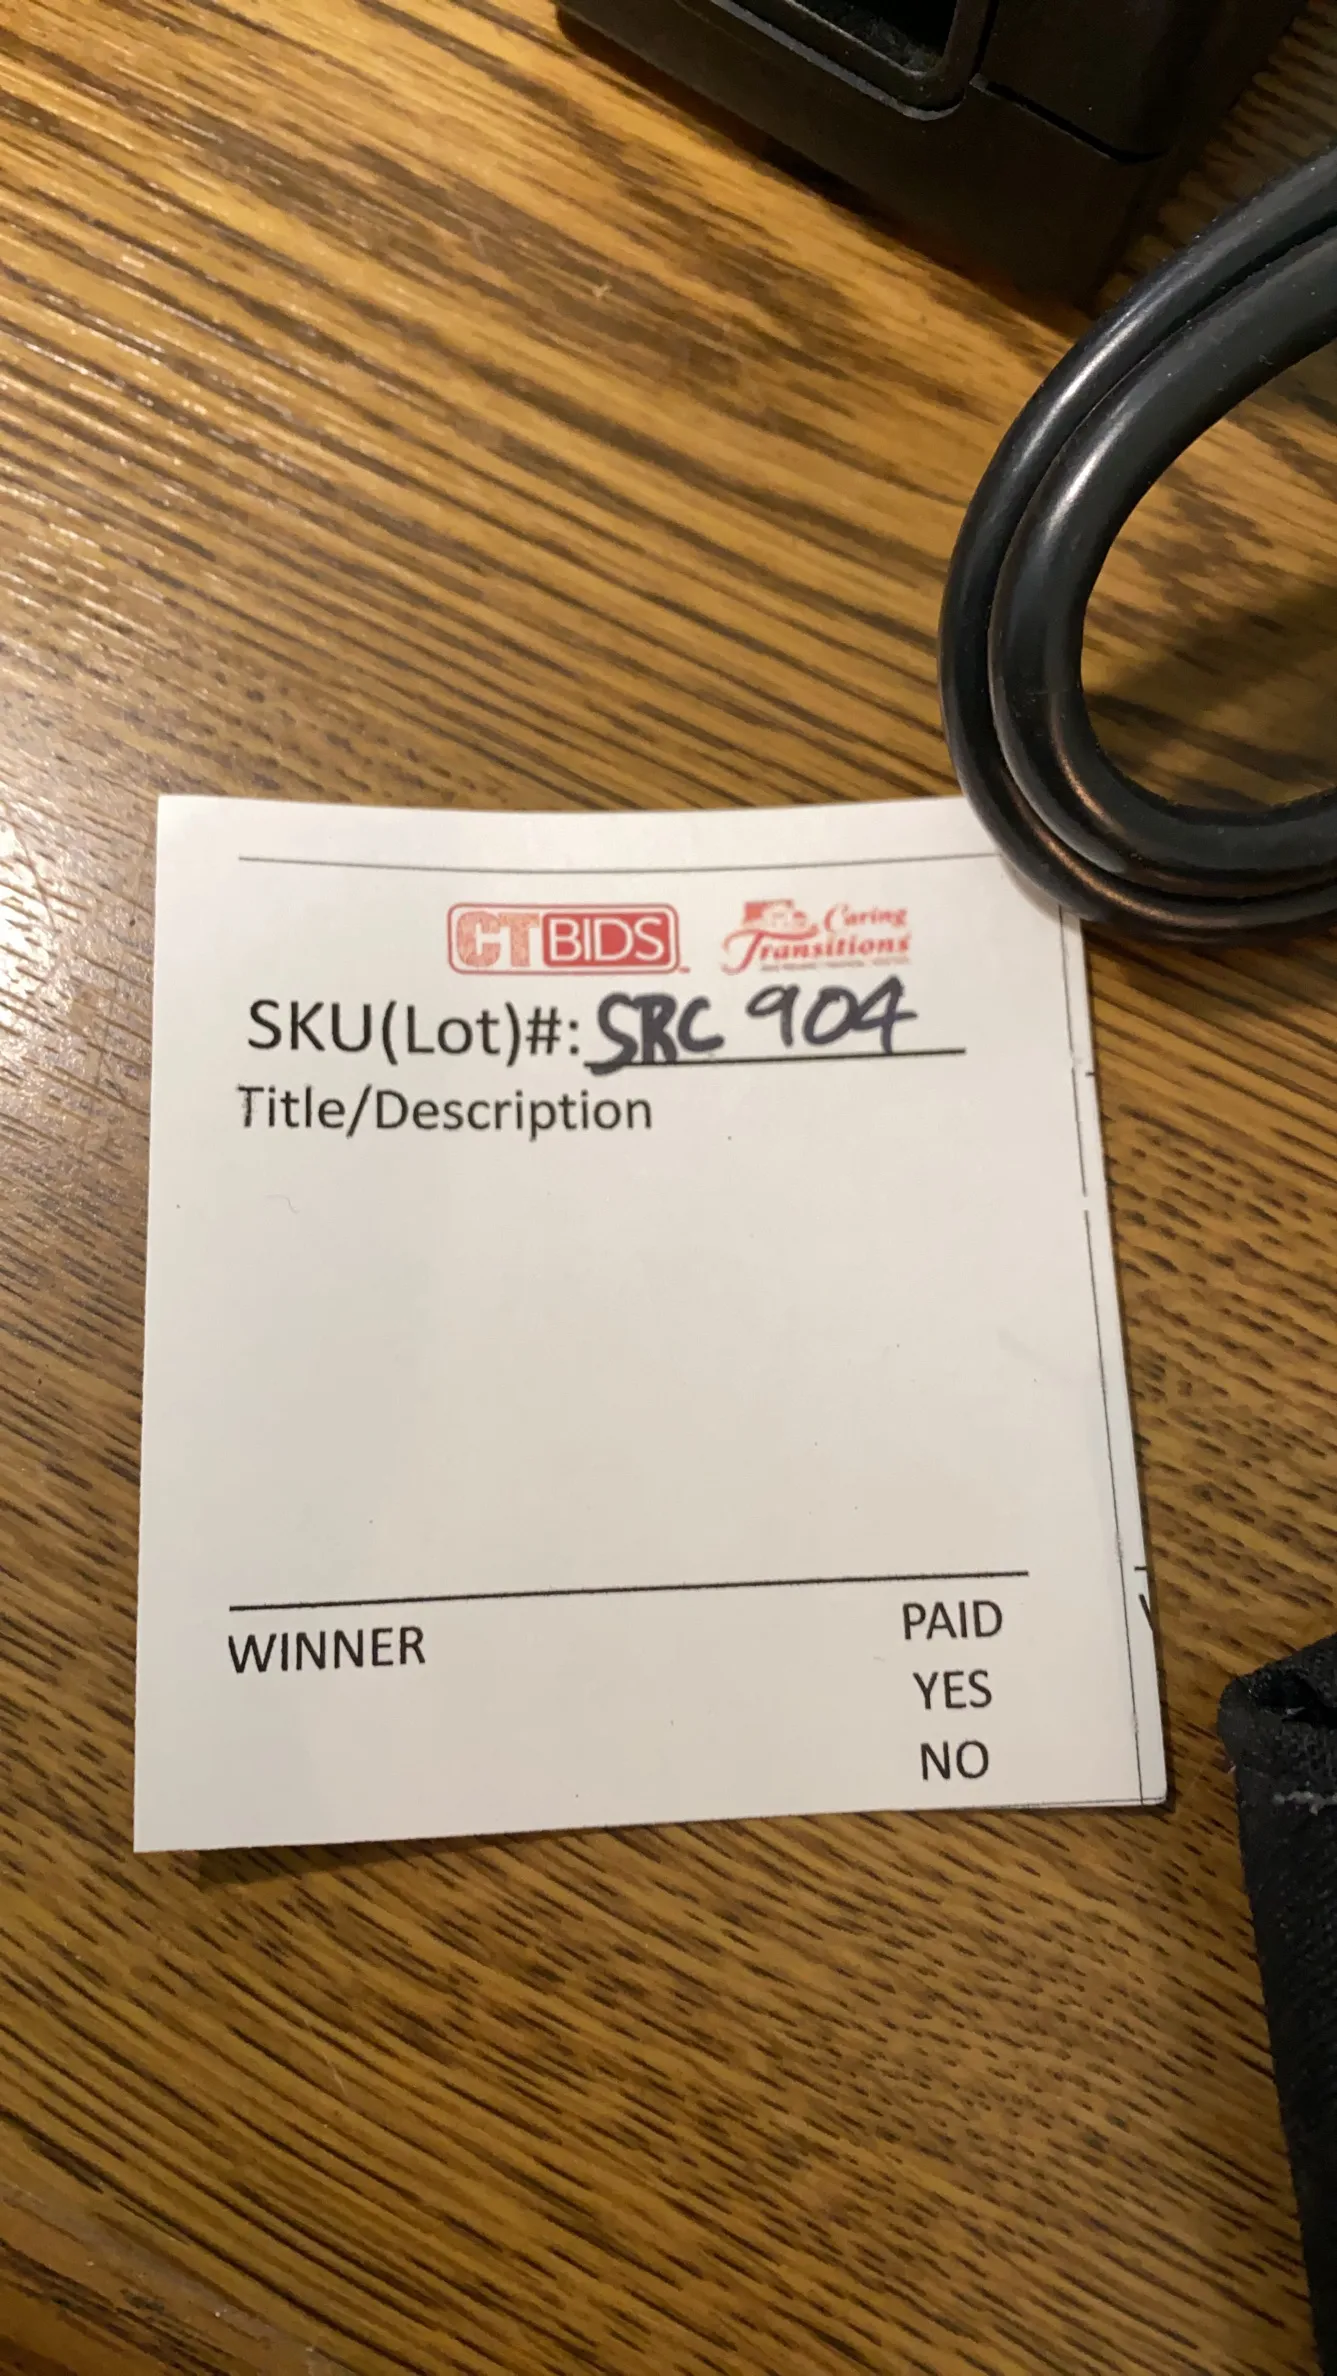 CTBIDS Caring Transitions
SKU(Lot)#: SRC 904
Title/Description
WINNER PAID
YES
NO